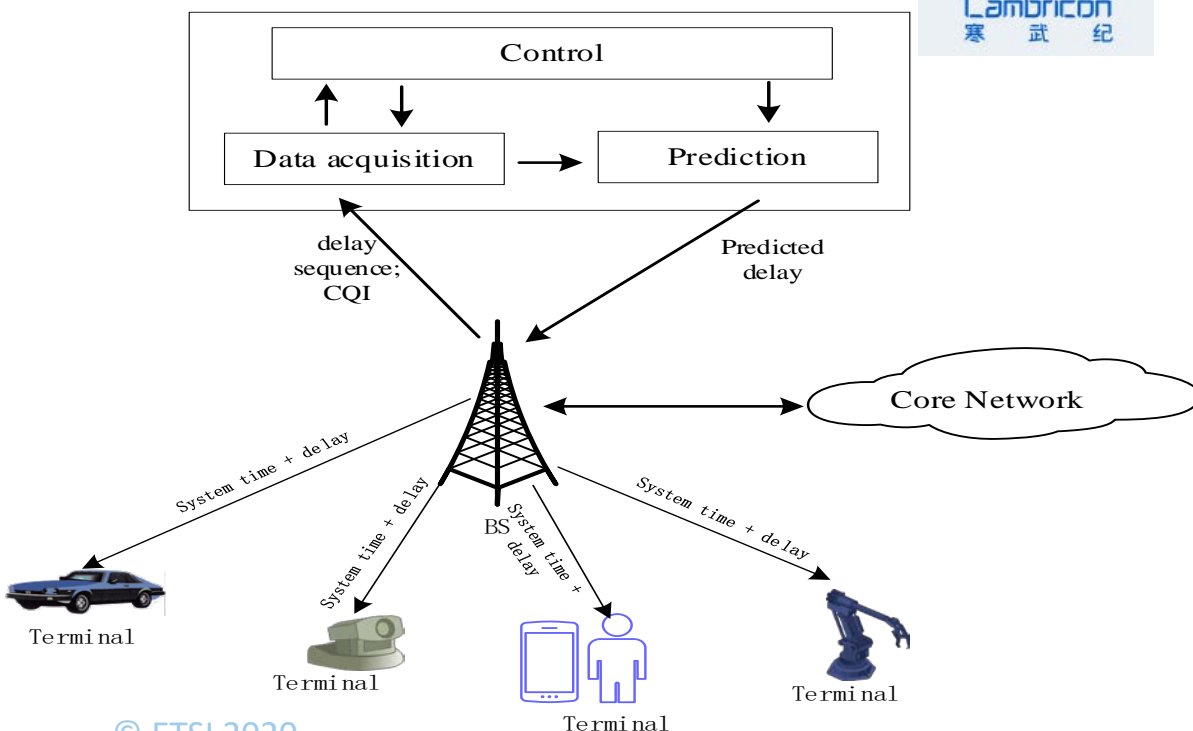 Cambricon
寒 武 纪
Control
Data acquisition
Prediction
delay
sequence;
CQI
Predicted
delay
Core Network
System time + delay
System time + delay
BS
System time +
delay
System time + delay
Terminal
Terminal
Terminal
Terminal
© ETSI 2020